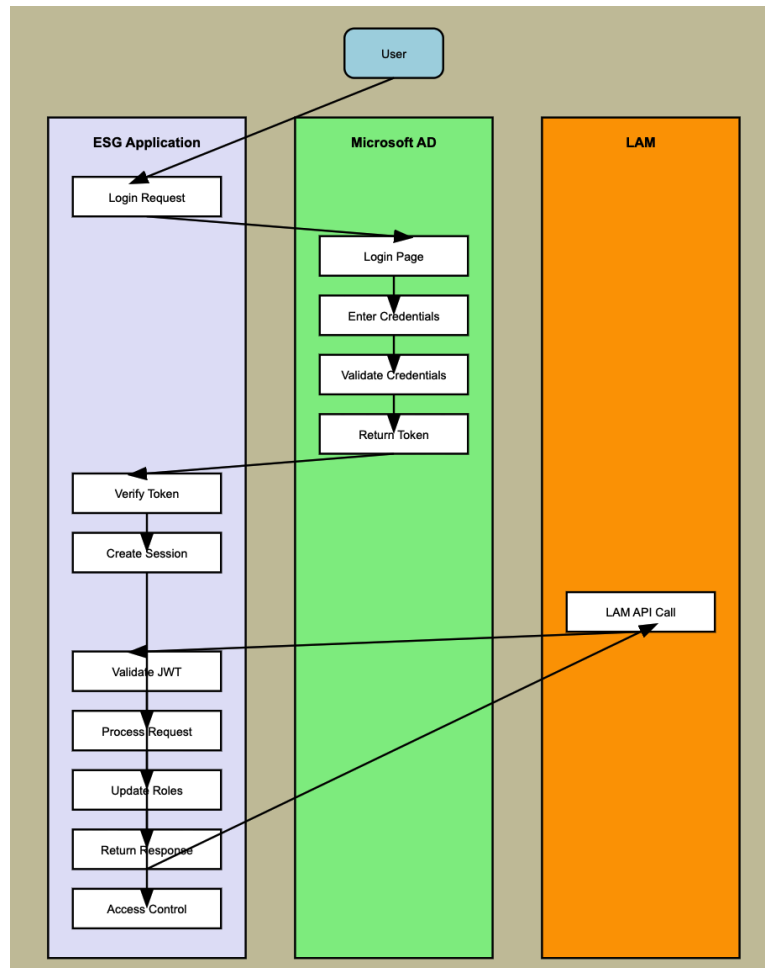 User
ESG Application
Microsoft AD
LAM
Login Request
Login Page
Enter Credentials
Validate Credentials
Return Token
Verify Token
Create Session
LAM API Call
Validate JWT
Process Request
Update Roles
Return Response
Access Control